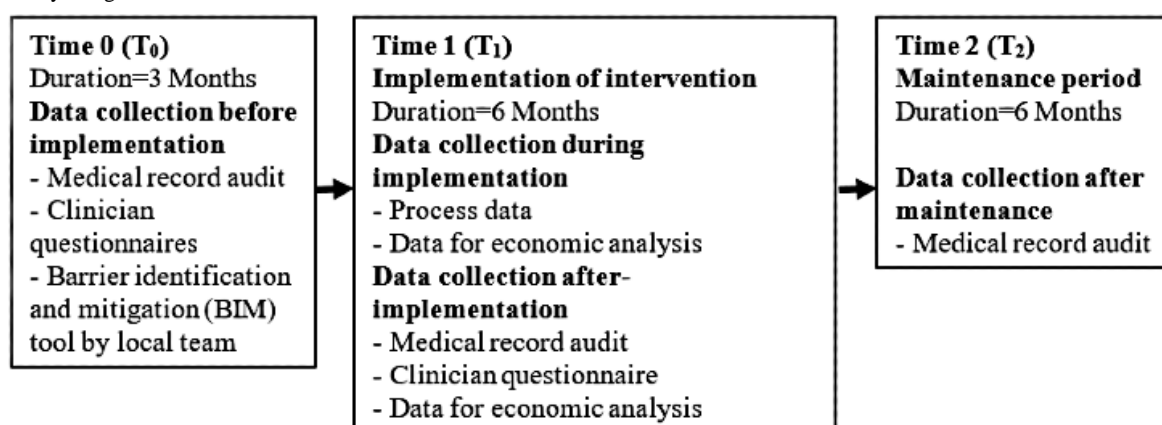 Time 0 (T₀)
Duration=3 Months
Data collection before
implementation
- Medical record audit
- Clinician
questionnaires
- Barrier identification
and mitigation (BIM)
tool by local team
Time 1 (T₁)
Implementation of intervention
Duration=6 Months
Data collection during
implementation
- Process data
- Data for economic analysis
Data collection after-
implementation
- Medical record audit
- Clinician questionnaire
- Data for economic analysis
Time 2 (T₂)
Maintenance period
Duration=6 Months
Data collection after
maintenance
- Medical record audit